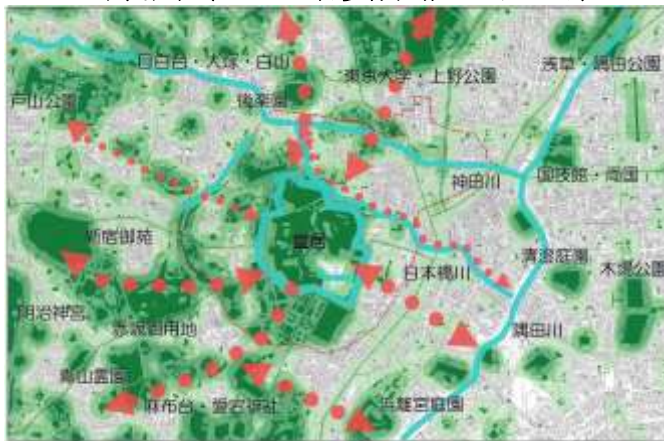 目白台・大塚・白山
東京大学・上野公園
浅草・隅田公園
戸山公園
後楽園
神田川
国技館・両国
新宿御苑
皇居
日本橋川
清澄庭園
木場公園
明治神宮
赤坂御用地
隅田川
青山霊園
麻布台・愛宕神社
浜離宮庭園